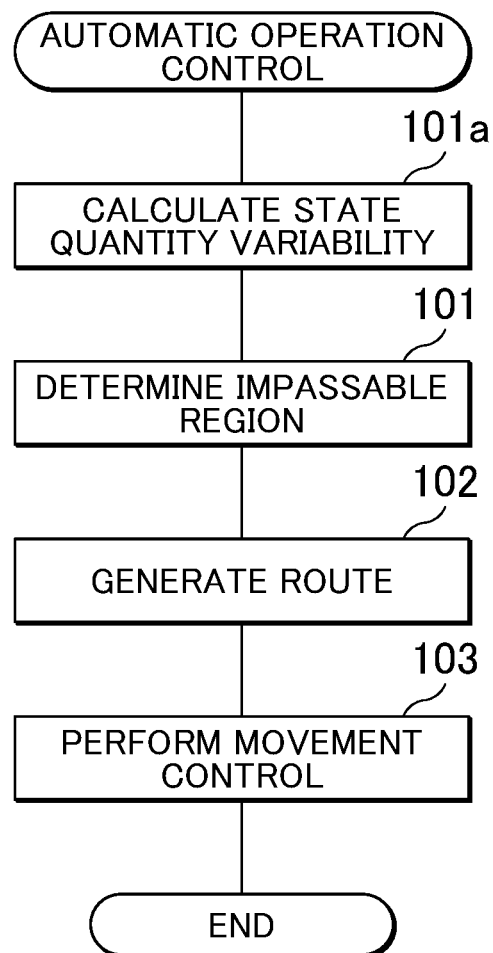 AUTOMATIC OPERATION
CONTROL
101a
CALCULATE STATE
QUANTITY VARIABILITY
101
DETERMINE IMPASSABLE
REGION
102
GENERATE ROUTE
103
PERFORM MOVEMENT
CONTROL
END